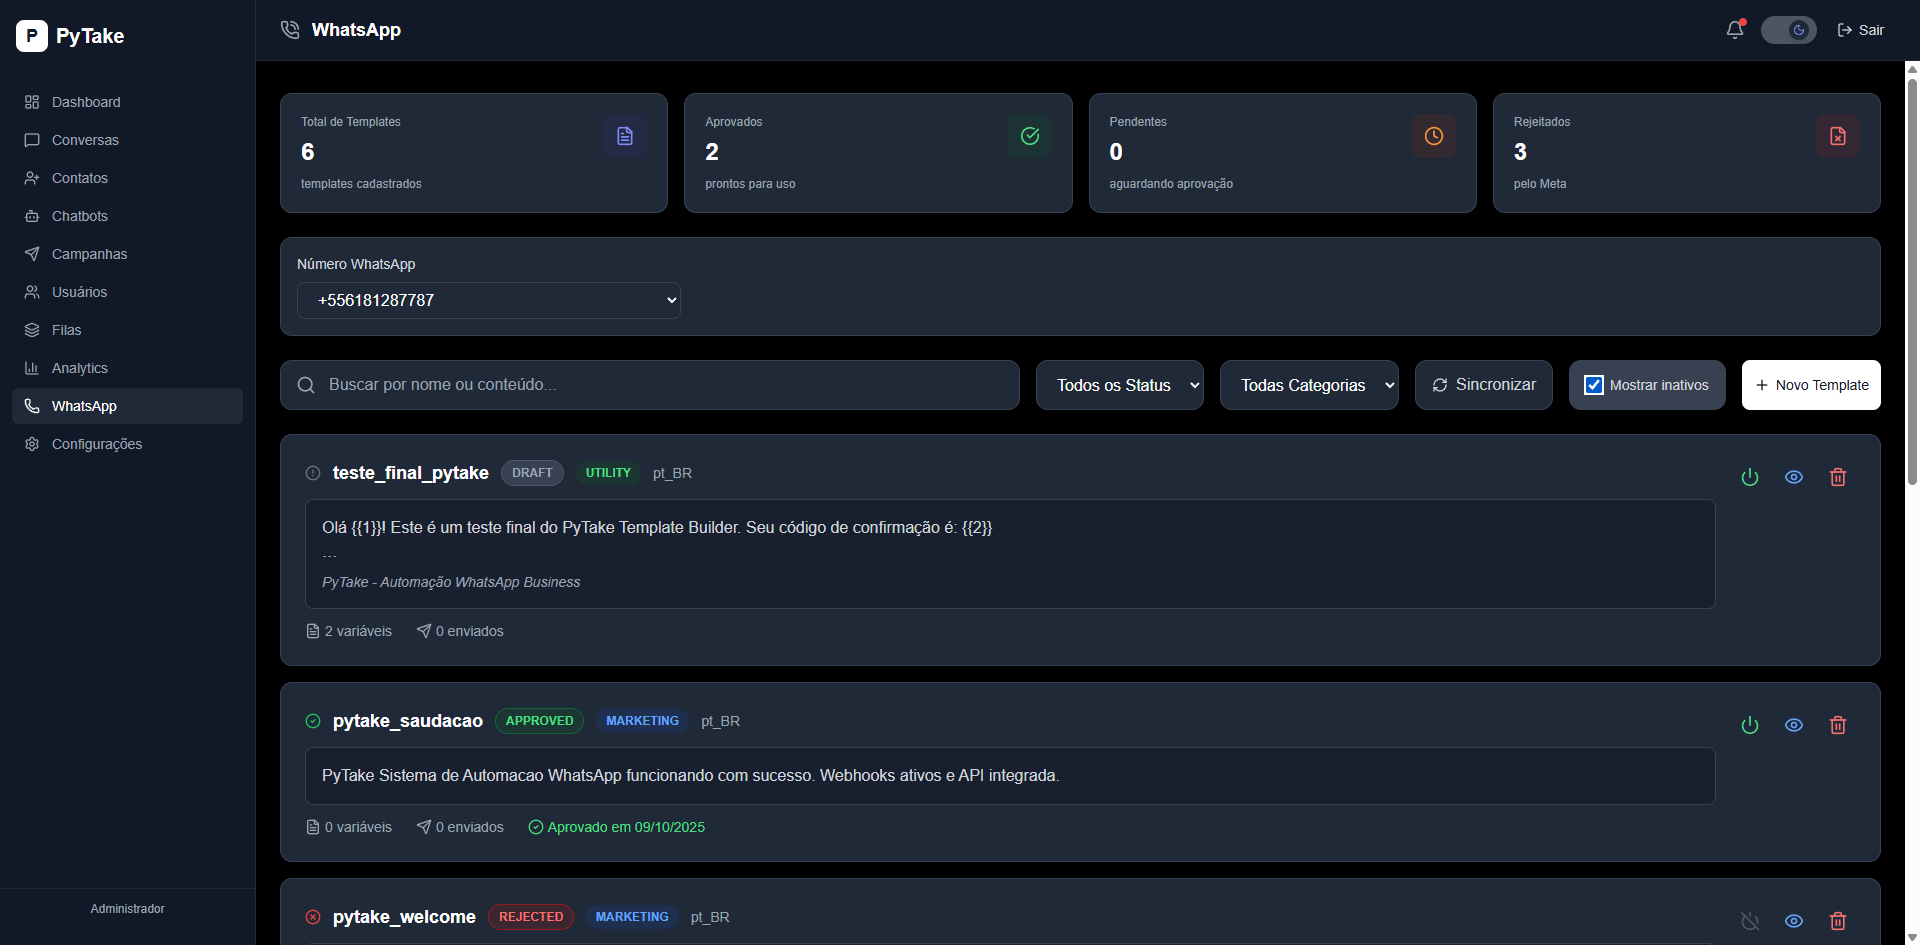 P PyTake
Dashboard
Conversas
Contatos
Chatbots
Campanhas
Usuários
Filas
Analytics
WhatsApp
Configurações
Administrador
WhatsApp
Sair
Total de Templates
6
templates cadastrados
Aprovados
2
prontos para uso
Pendentes
0
aguardando aprovação
Rejeitados
3
pelo Meta
Número WhatsApp
+556181287787
Buscar por nome ou conteúdo...
Todos os Status
Todas Categorias
Sincronizar
Mostrar inativos
+ Novo Template
teste_final_pytake DRAFT UTILITY pt_BR
Olá {{1}}! Este é um teste final do PyTake Template Builder. Seu código de confirmação é: {{2}}
...
PyTake - Automação WhatsApp Business
2 variáveis 0 enviados
pytake_saudacao APPROVED MARKETING pt_BR
PyTake Sistema de Automacao WhatsApp funcionando com sucesso. Webhooks ativos e API integrada.
0 variáveis 0 enviados Aprovado em 09/10/2025
pytake_welcome REJECTED MARKETING pt_BR